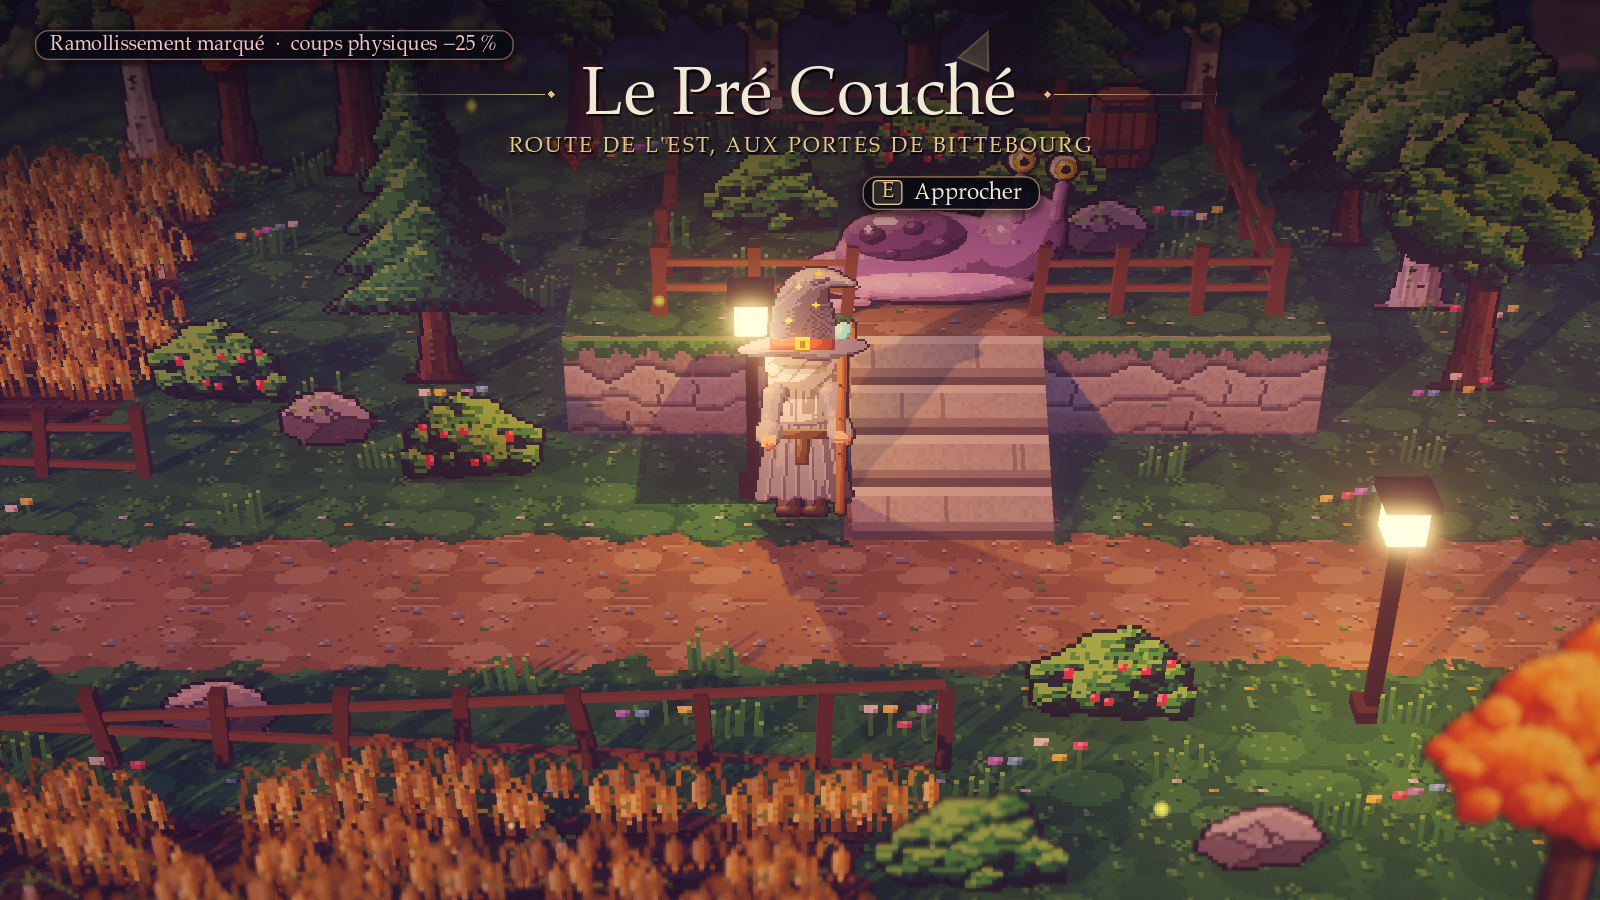 Ramollissement marqué · coups physiques −25 %
Le Pré Couché
ROUTE DE L'EST, AUX PORTES DE BITTEBOURG
E Approcher